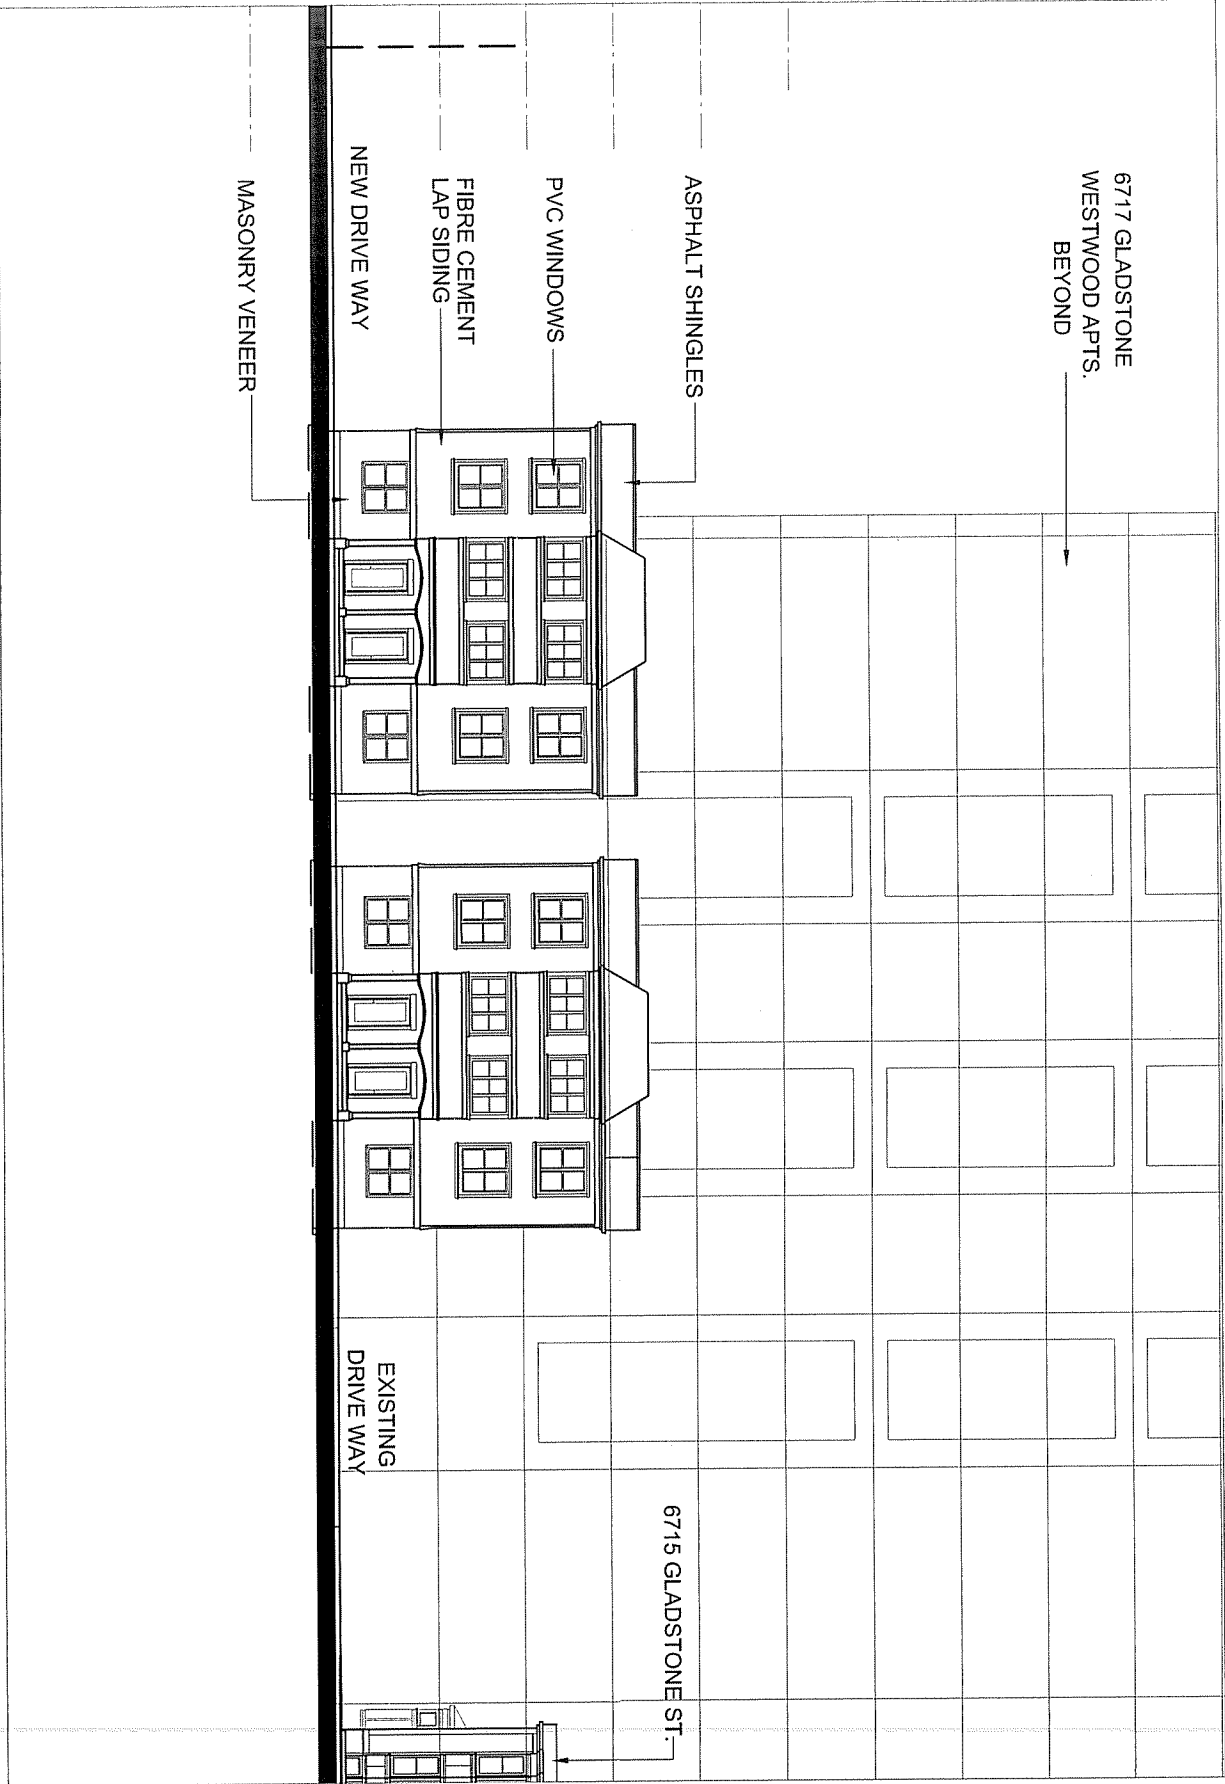 6717 GLADSTONE
WESTWOOD APTS.
BEYOND
ASPHALT SHINGLES
PVC WINDOWS
FIBRE CEMENT
LAP SIDING
NEW DRIVE WAY
MASONRY VENEER
EXISTING
DRIVE WAY
6715 GLADSTONE ST.